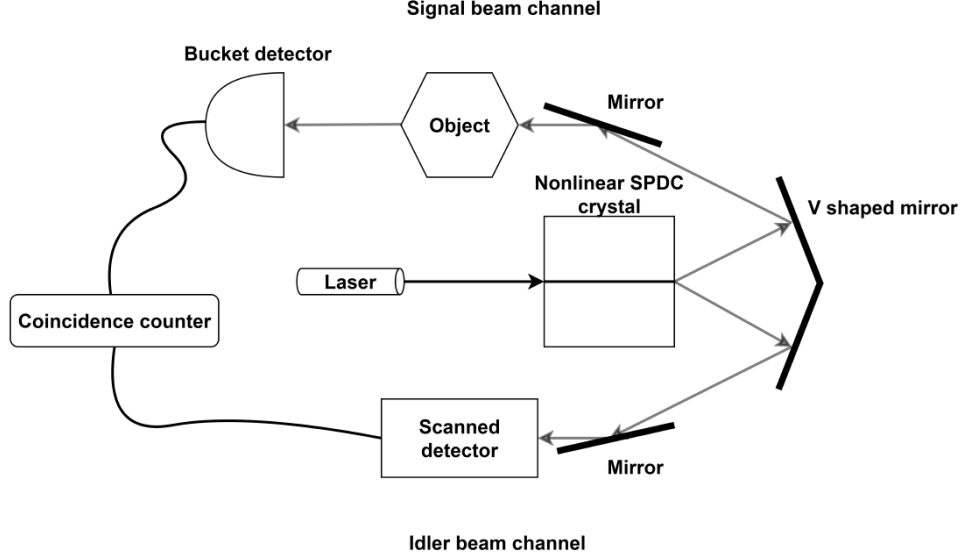 Signal beam channel
Bucket detector
Mirror
Object
Nonlinear SPDC
crystal
V shaped mirror
Laser
Coincidence counter
Scanned
detector
Mirror
Idler beam channel